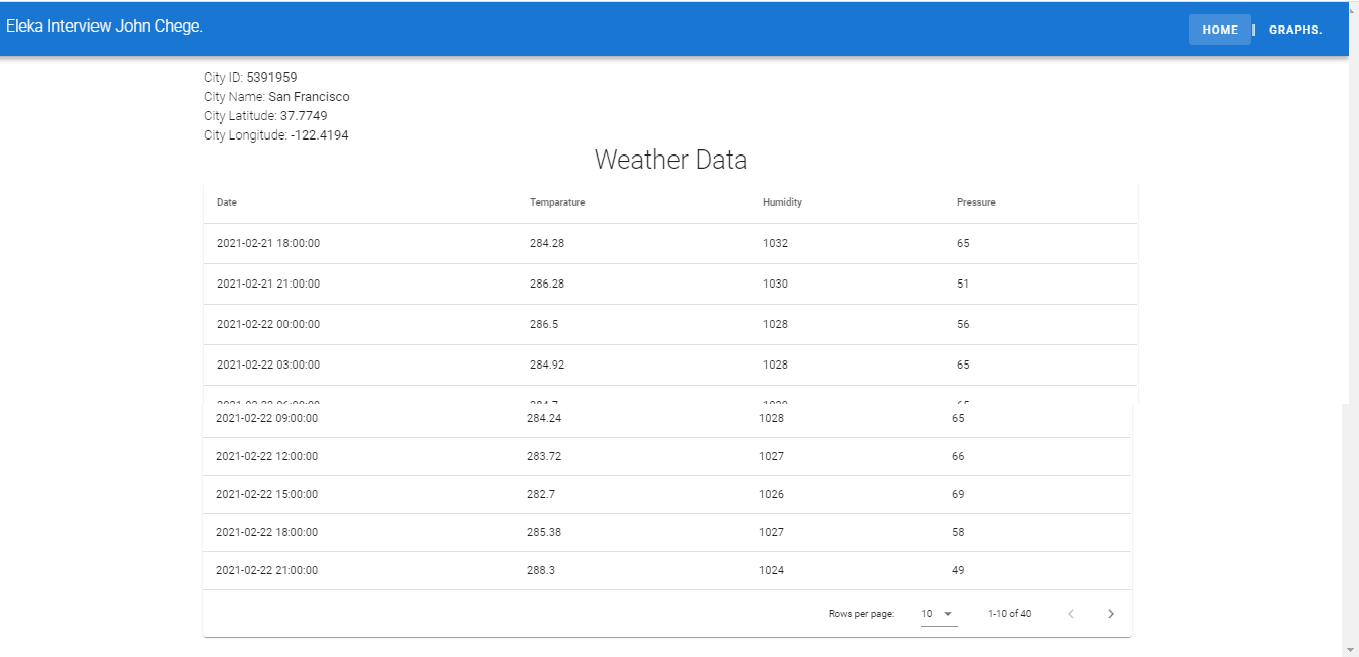 Eleka Interview John Chege.
HOME | GRAPHS.
City ID: 5391959
City Name: San Francisco
City Latitude: 37.7749
City Longitude: -122.4194
Weather Data
Date Temparature Humidity Pressure
2021-02-21 18:00:00 284.28 1032 65
2021-02-21 21:00:00 286.28 1030 51
2021-02-22 00:00:00 286.5 1028 56
2021-02-22 03:00:00 284.92 1028 65
2021-02-22 09:00:00 284.24 1028 65
2021-02-22 12:00:00 283.72 1027 66
2021-02-22 15:00:00 282.7 1026 69
2021-02-22 18:00:00 285.38 1027 58
2021-02-22 21:00:00 288.3 1024 49
Rows per page: 10 1-10 of 40